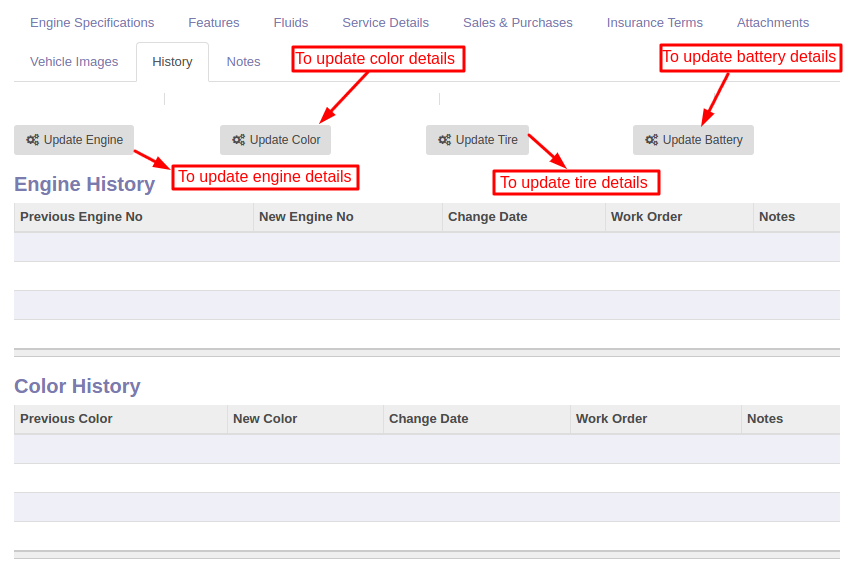 Engine Specifications Features Fluids Service Details Sales & Purchases Insurance Terms Attachments
Vehicle Images History Notes To update color details To update battery details
Update Engine Update Color Update Tire Update Battery
To update engine details To update tire details
Engine History
Previous Engine No New Engine No Change Date Work Order Notes
Color History
Previous Color New Color Change Date Work Order Notes